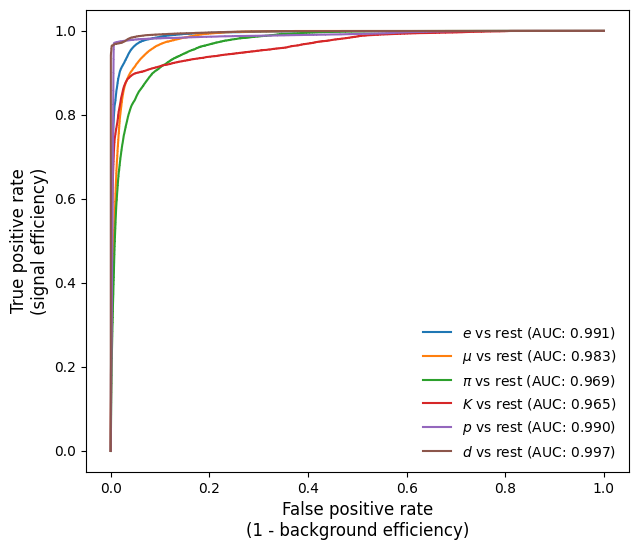 1.0
0.8
0.6
0.4
0.2
0.0
True positive rate
(signal efficiency)
e vs rest (AUC: 0.991)
μ vs rest (AUC: 0.983)
π vs rest (AUC: 0.969)
K vs rest (AUC: 0.965)
p vs rest (AUC: 0.990)
d vs rest (AUC: 0.997)
0.0 0.2 0.4 0.6 0.8 1.0
False positive rate
(1 - background efficiency)